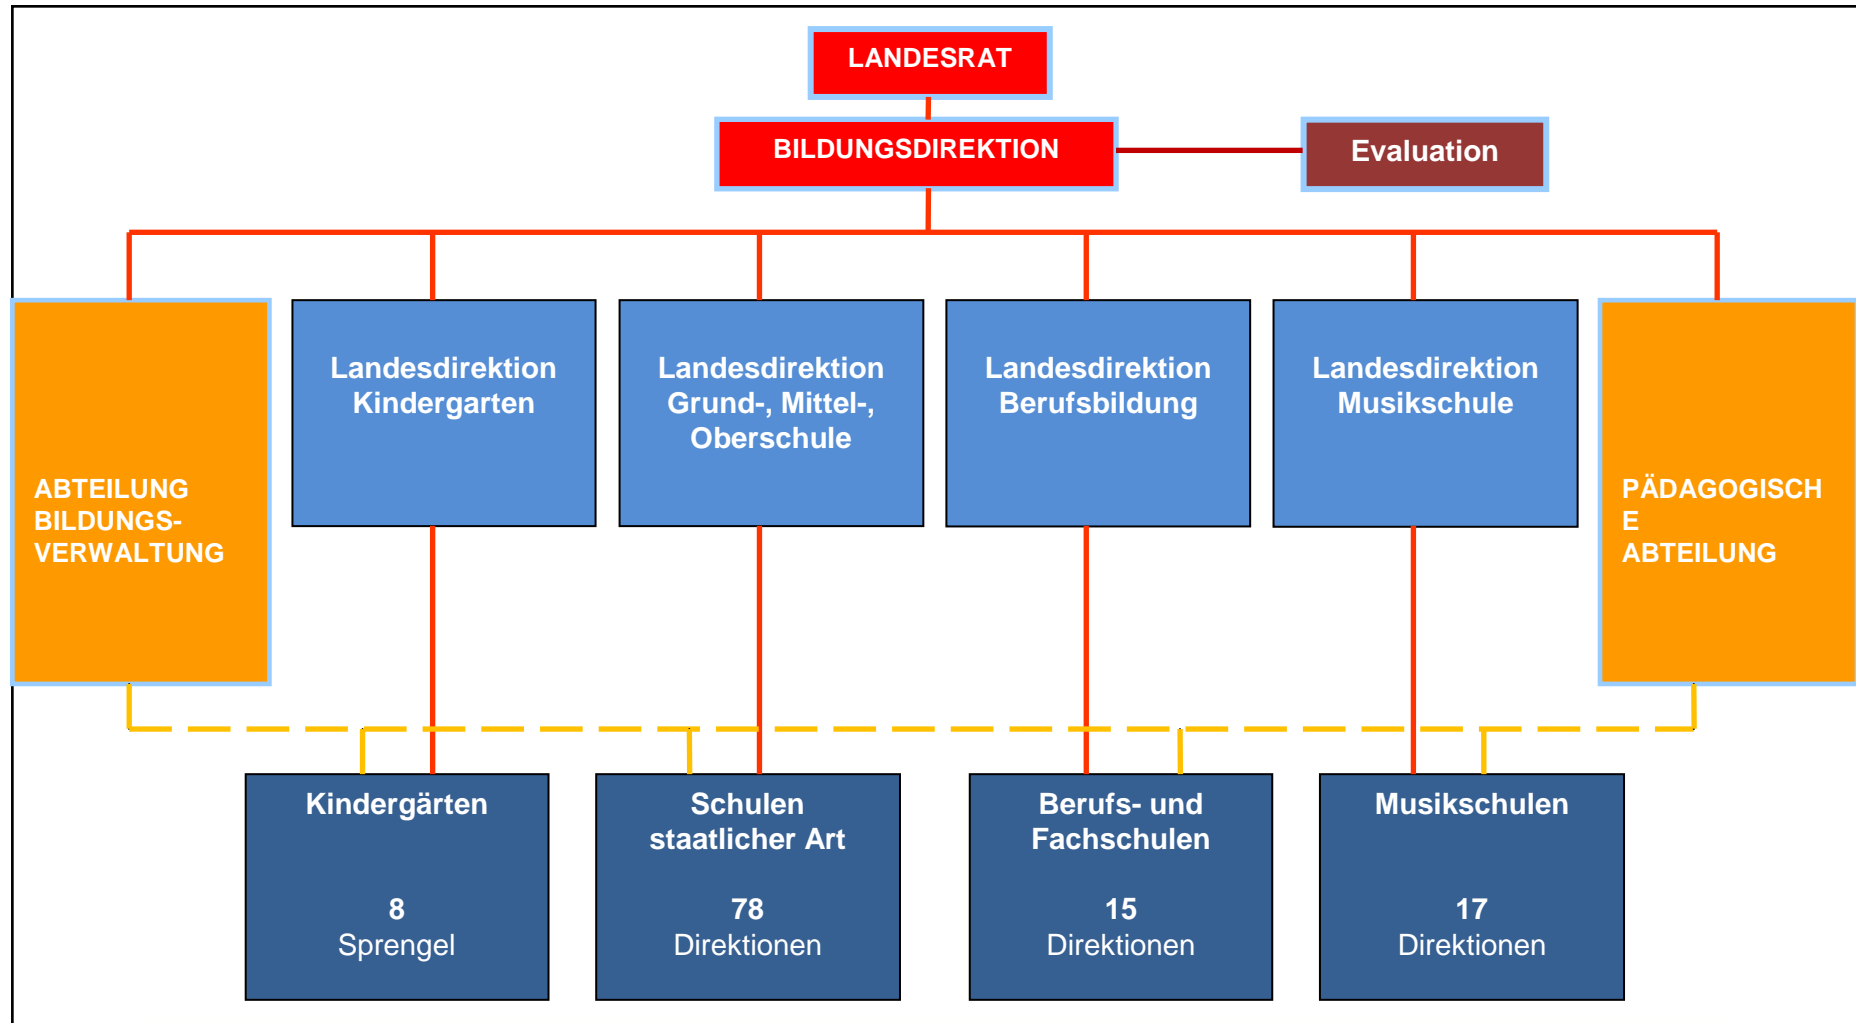 LANDESRAT
BILDUNGSDIREKTION
Evaluation
Landesdirektion
Kindergarten
Landesdirektion
Grund-, Mittel-,
Oberschule
Landesdirektion
Berufsbildung
Landesdirektion
Musikschule
ABTEILUNG
BILDUNGS-
VERWALTUNG
PÄDAGOGISCH
E
ABTEILUNG
Kindergärten
8
Sprengel
Schulen
staatlicher Art
78
Direktionen
Berufs- und
Fachschulen
15
Direktionen
Musikschulen
17
Direktionen